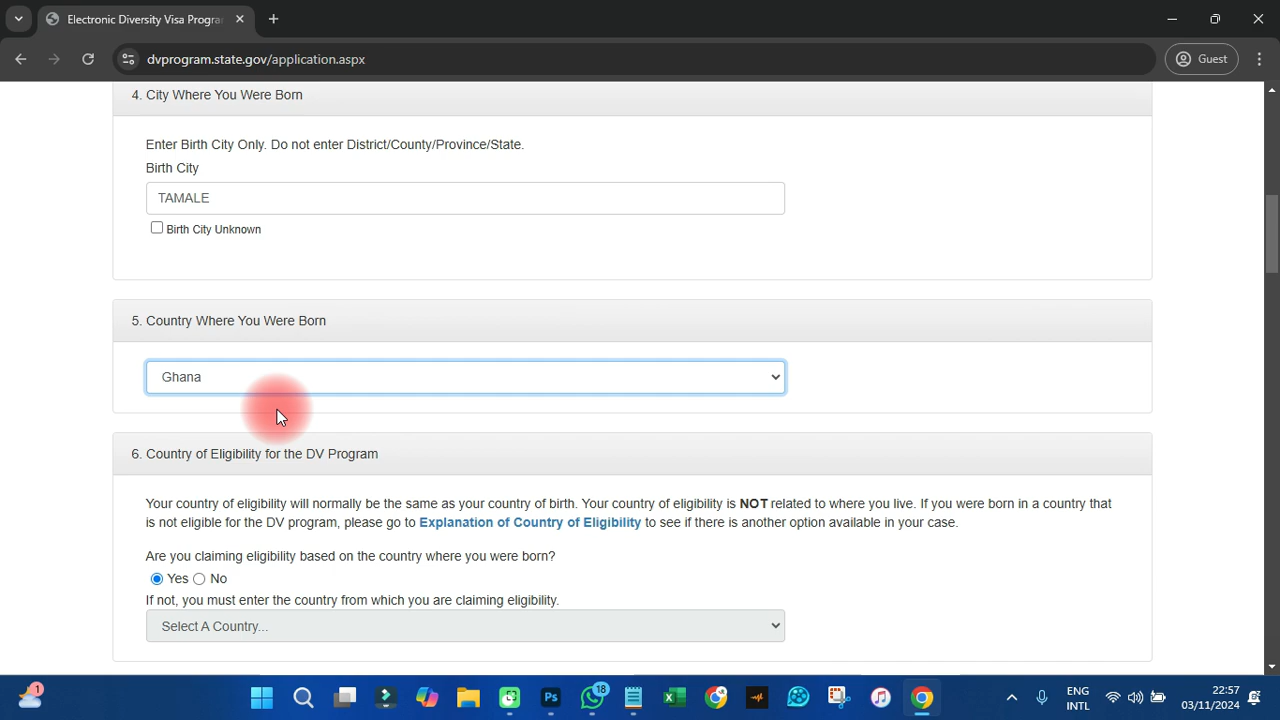 Electronic Diversity Visa Progra
dvprogram.state.gov/application.aspx
Guest
4. City Where You Were Born
Enter Birth City Only. Do not enter District/County/Province/State.
Birth City
TAMALE
Birth City Unknown
5. Country Where You Were Born
Ghana
6. Country of Eligibility for the DV Program
Your country of eligibility will normally be the same as your country of birth. Your country of eligibility is NOT related to where you live. If you were born in a country that
is not eligible for the DV program, please go to Explanation of Country of Eligibility to see if there is another option available in your case.
Are you claiming eligibility based on the country where you were born?
Yes No
If not, you must enter the country from which you are claiming eligibility.
Select A Country...
1
Ps
18
ENG
INTL
22:57
03/11/2024